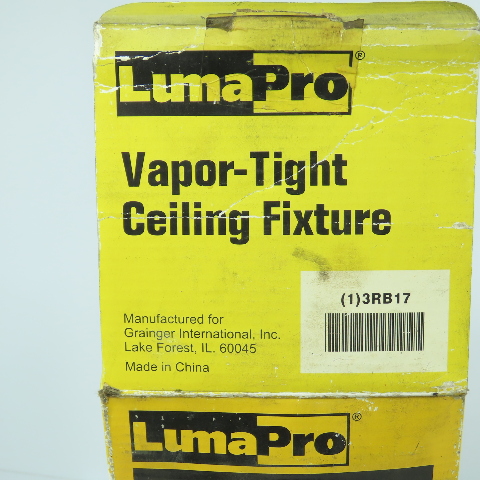 LumaPro®
Vapor-Tight
Ceiling Fixture
(1)3RB17
Manufactured for
Grainger International, Inc.
Lake Forest, IL. 60045
Made in China
LumaPro®